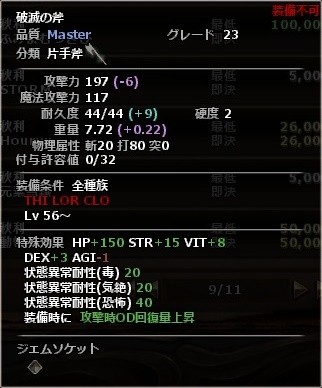 装備不可
破滅の斧
品質 Master グレード 23
分類 片手斧
攻撃力 197 (-6)
魔法攻撃力 117
耐久度 44/44 (+9) 硬度 2
重量 7.72 (+0.22)
物理属性 斬20 打80 突0
付与許容値 0/32
装備条件 全種族
THI LOR CLO
Lv 56～
特殊効果 HP+150 STR+15 VIT+8
DEX+3 AGI-1
状態異常耐性(毒) 20
状態異常耐性(気絶) 20
状態異常耐性(恐怖) 40
装備時に 攻撃時OD回復量上昇
9/11
ジェムソケット